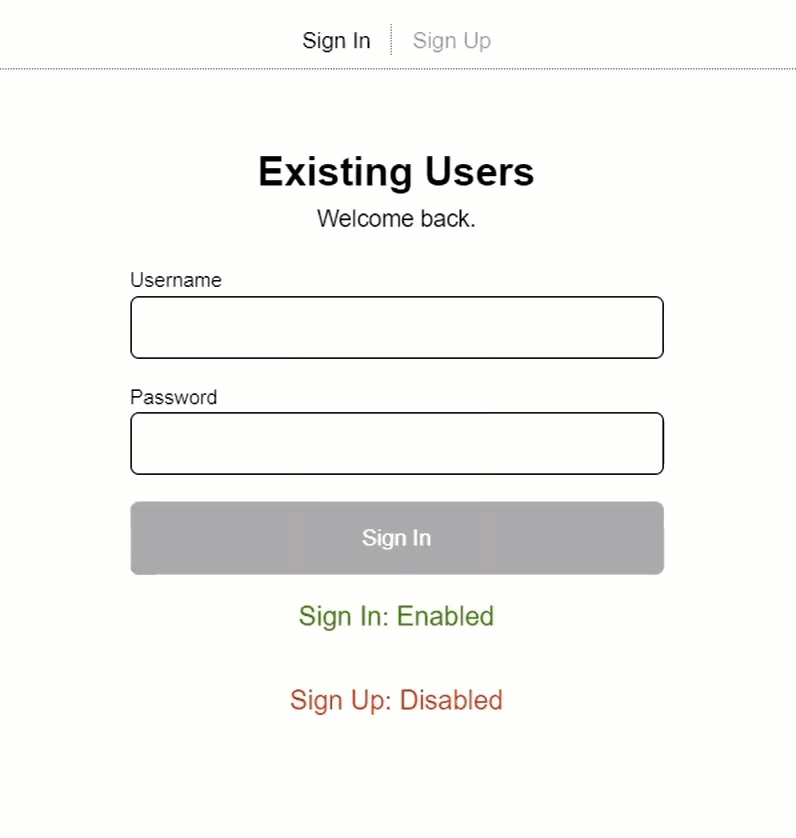 Sign In Sign Up
Existing Users
Welcome back.
Username
Password
Sign In
Sign In: Enabled
Sign Up: Disabled